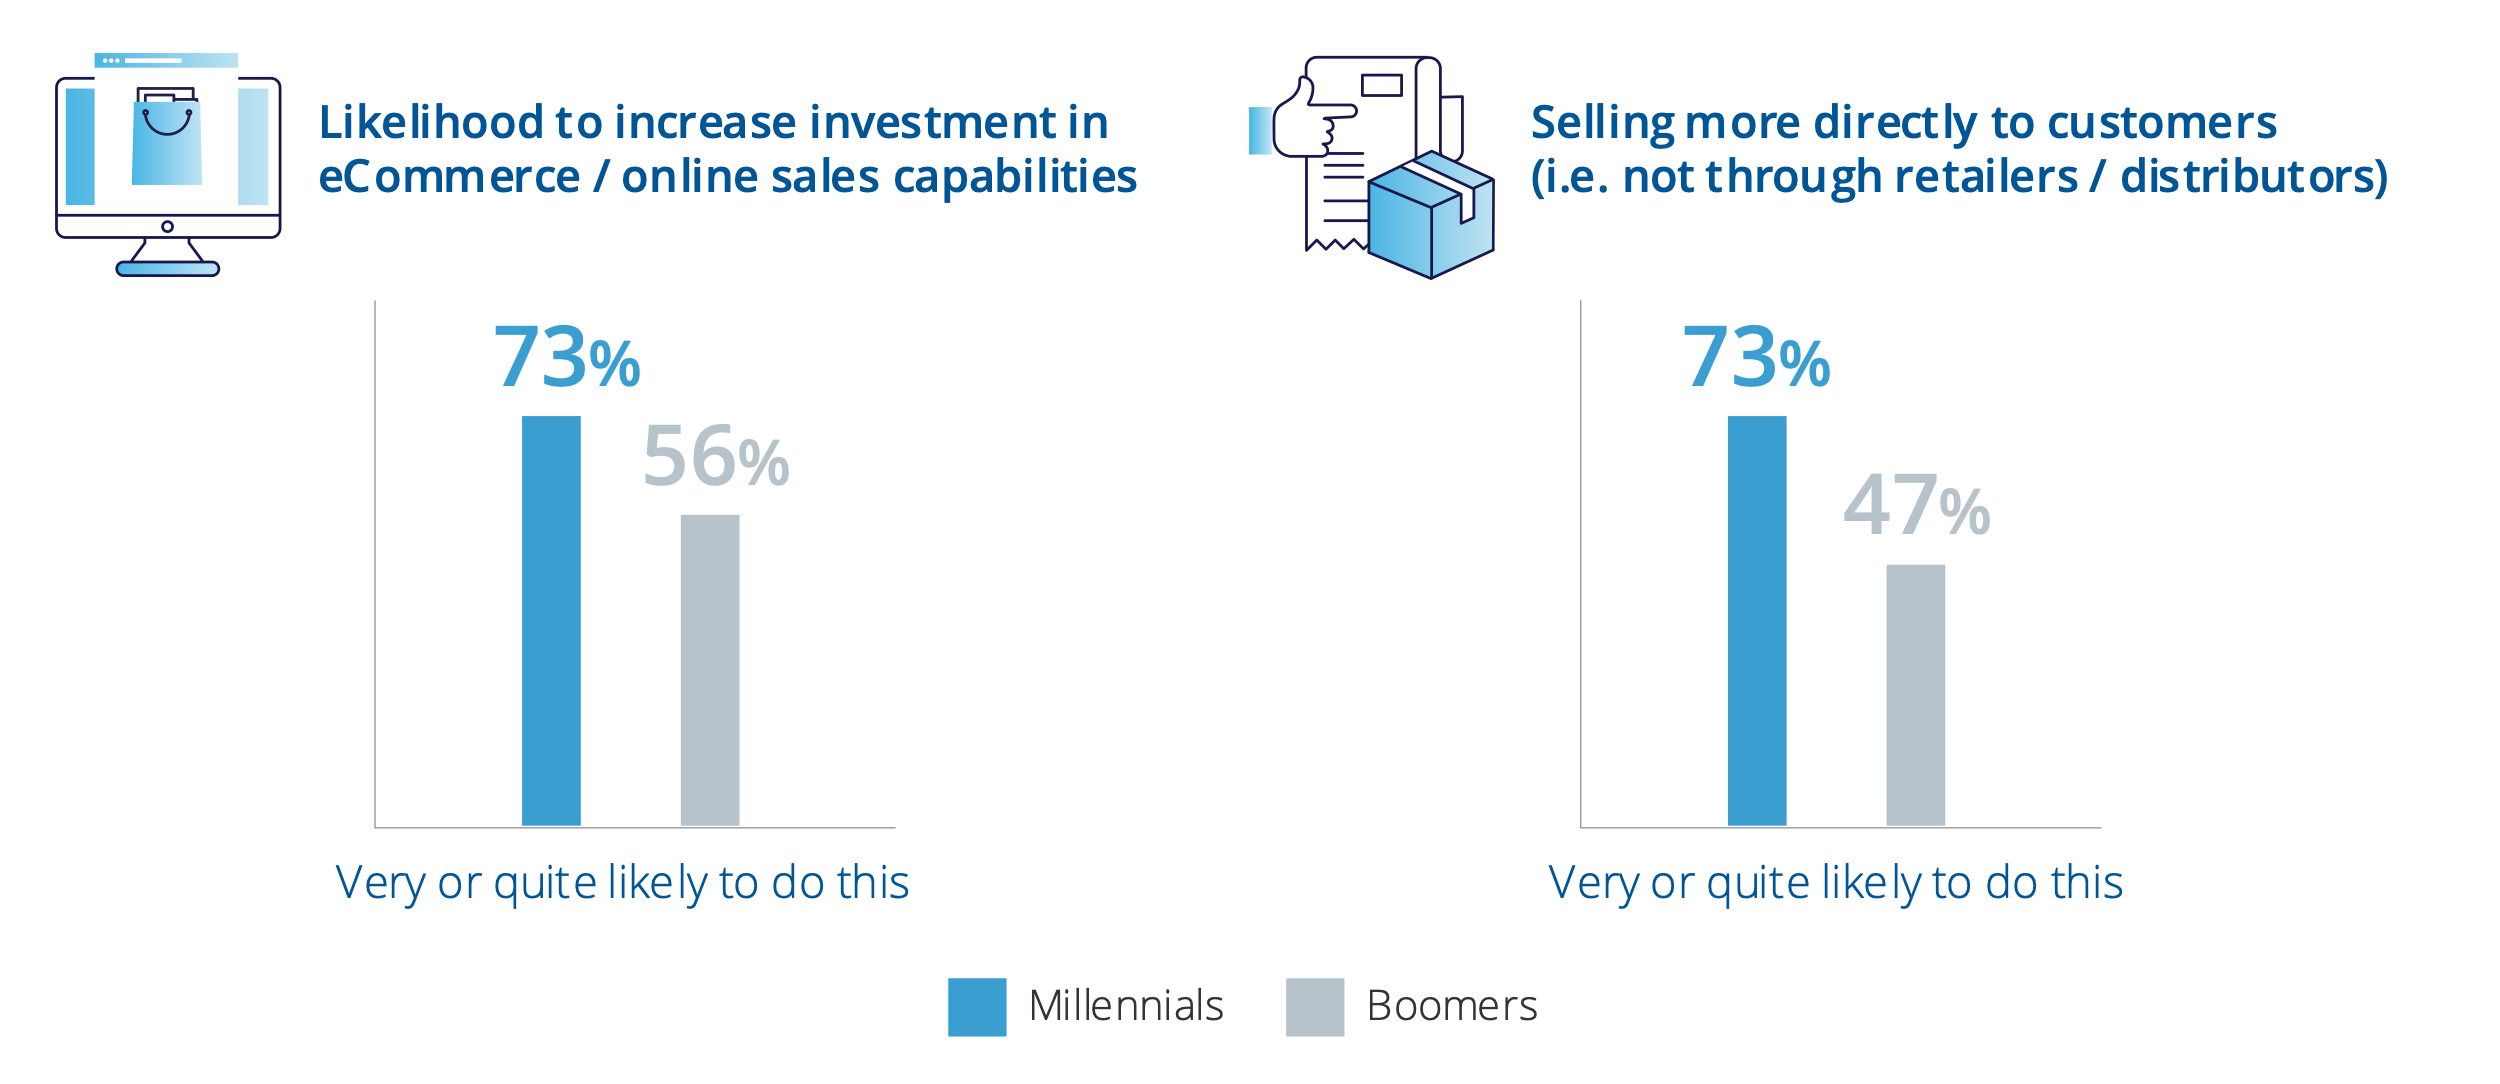 Likelihood to increase investment in
eCommerce / online sales capabilities
73%
56%
Very or quite likely to do this
Selling more directly to customers
(i.e. not through retailers / distributors)
73%
47%
Very or quite likely to do this
Millennials
Boomers